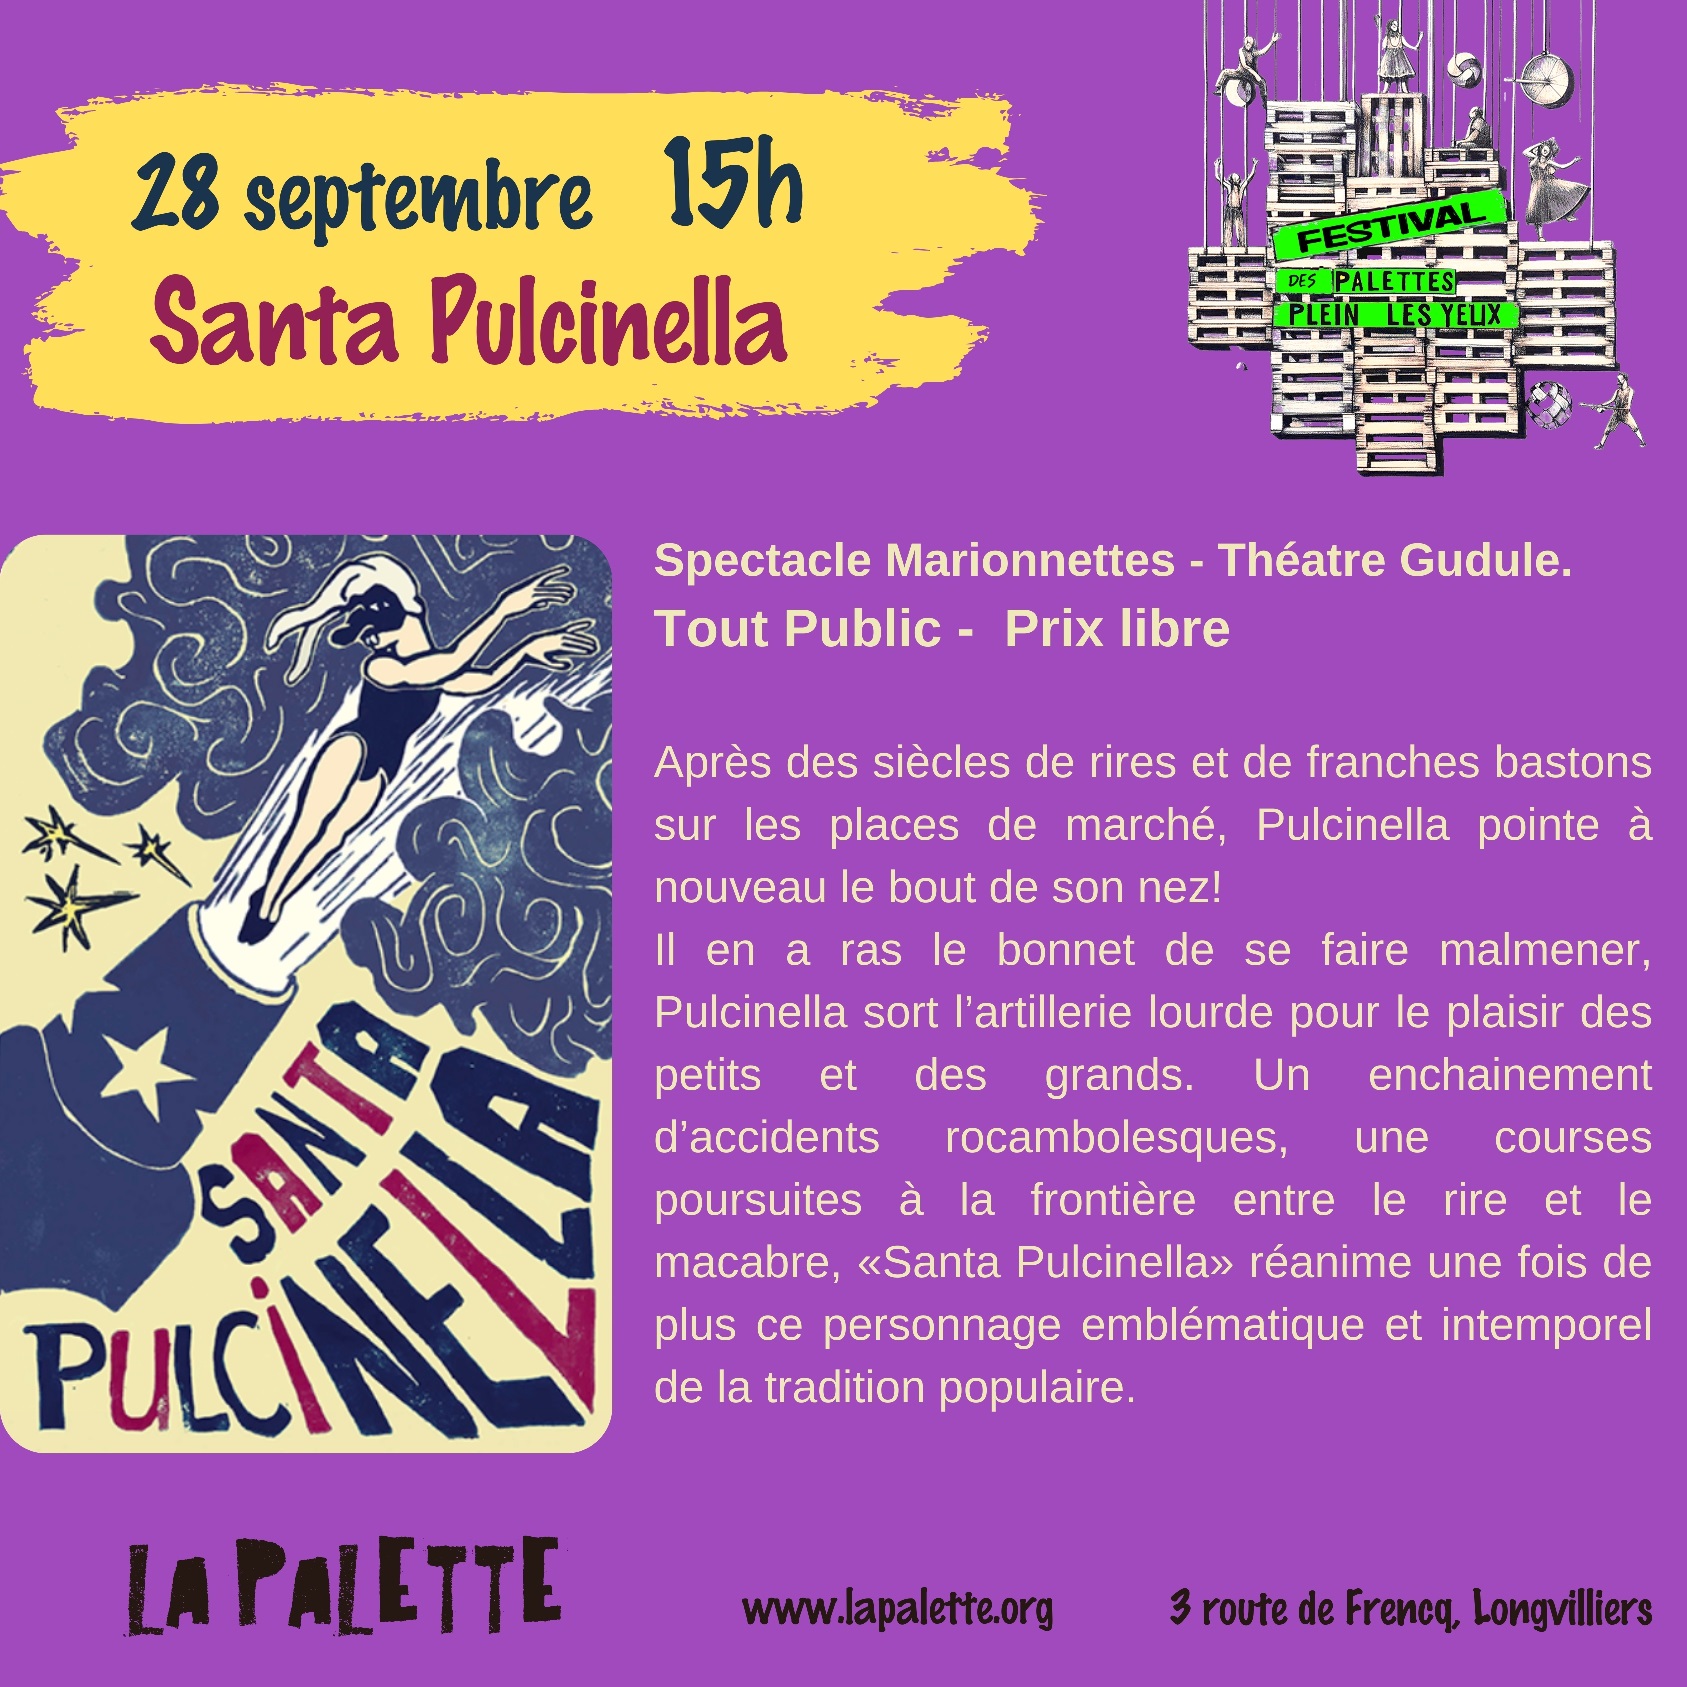 28 septembre 15h
Santa Pulcinella
FESTIVAL
DES PALETTES
PLEIN LES YEUX
Spectacle Marionnettes - Théatre Gudule.
Tout Public - Prix libre
Après des siècles de rires et de franches bastons
sur les places de marché, Pulcinella pointe à
nouveau le bout de son nez!
Il en a ras le bonnet de se faire malmener,
Pulcinella sort l’artillerie lourde pour le plaisir des
petits et des grands. Un enchainement
d’accidents rocambolesques, une courses
poursuites à la frontière entre le rire et le
macabre, «Santa Pulcinella» réanime une fois de
plus ce personnage emblématique et intemporel
de la tradition populaire.
SANTA
PULCINELLA
LA PALETTE
www.lapalette.org
3 route de Frencq, Longvilliers